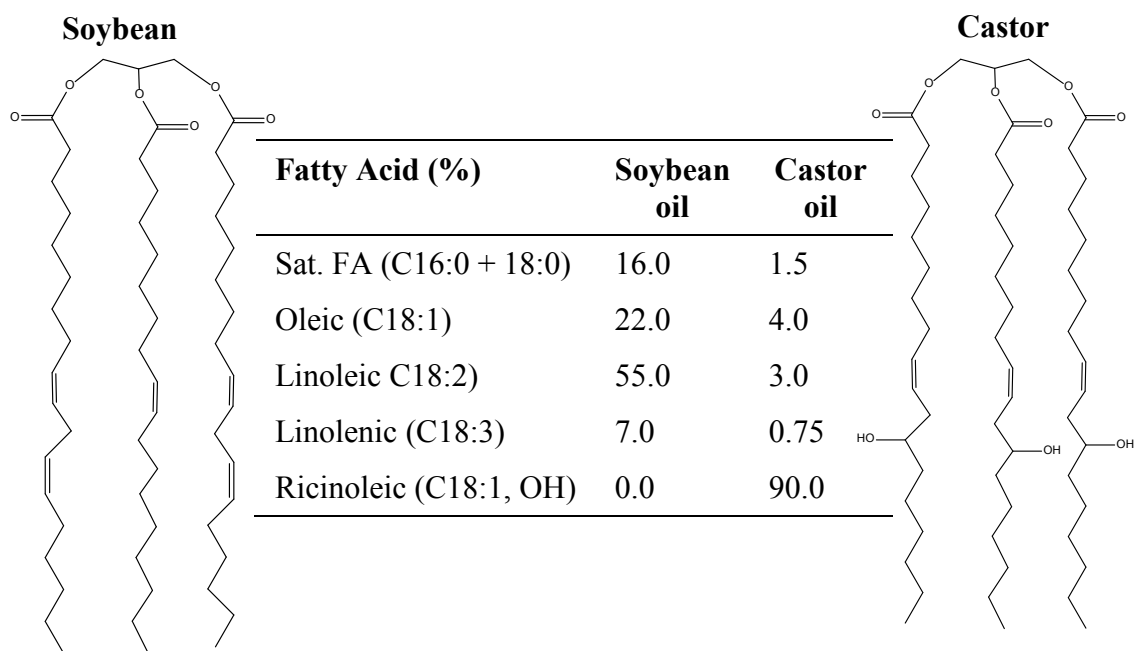 Soybean
Castor
O
O
O
O
O
O
O
O
O
O
O
O
Fatty Acid (%) Soybean oil Castor oil
Sat. FA (C16:0 + 18:0) 16.0 1.5
Oleic (C18:1) 22.0 4.0
Linoleic C18:2) 55.0 3.0
Linolenic (C18:3) 7.0 0.75
Ricinoleic (C18:1, OH) 0.0 90.0
HO
OH
OH